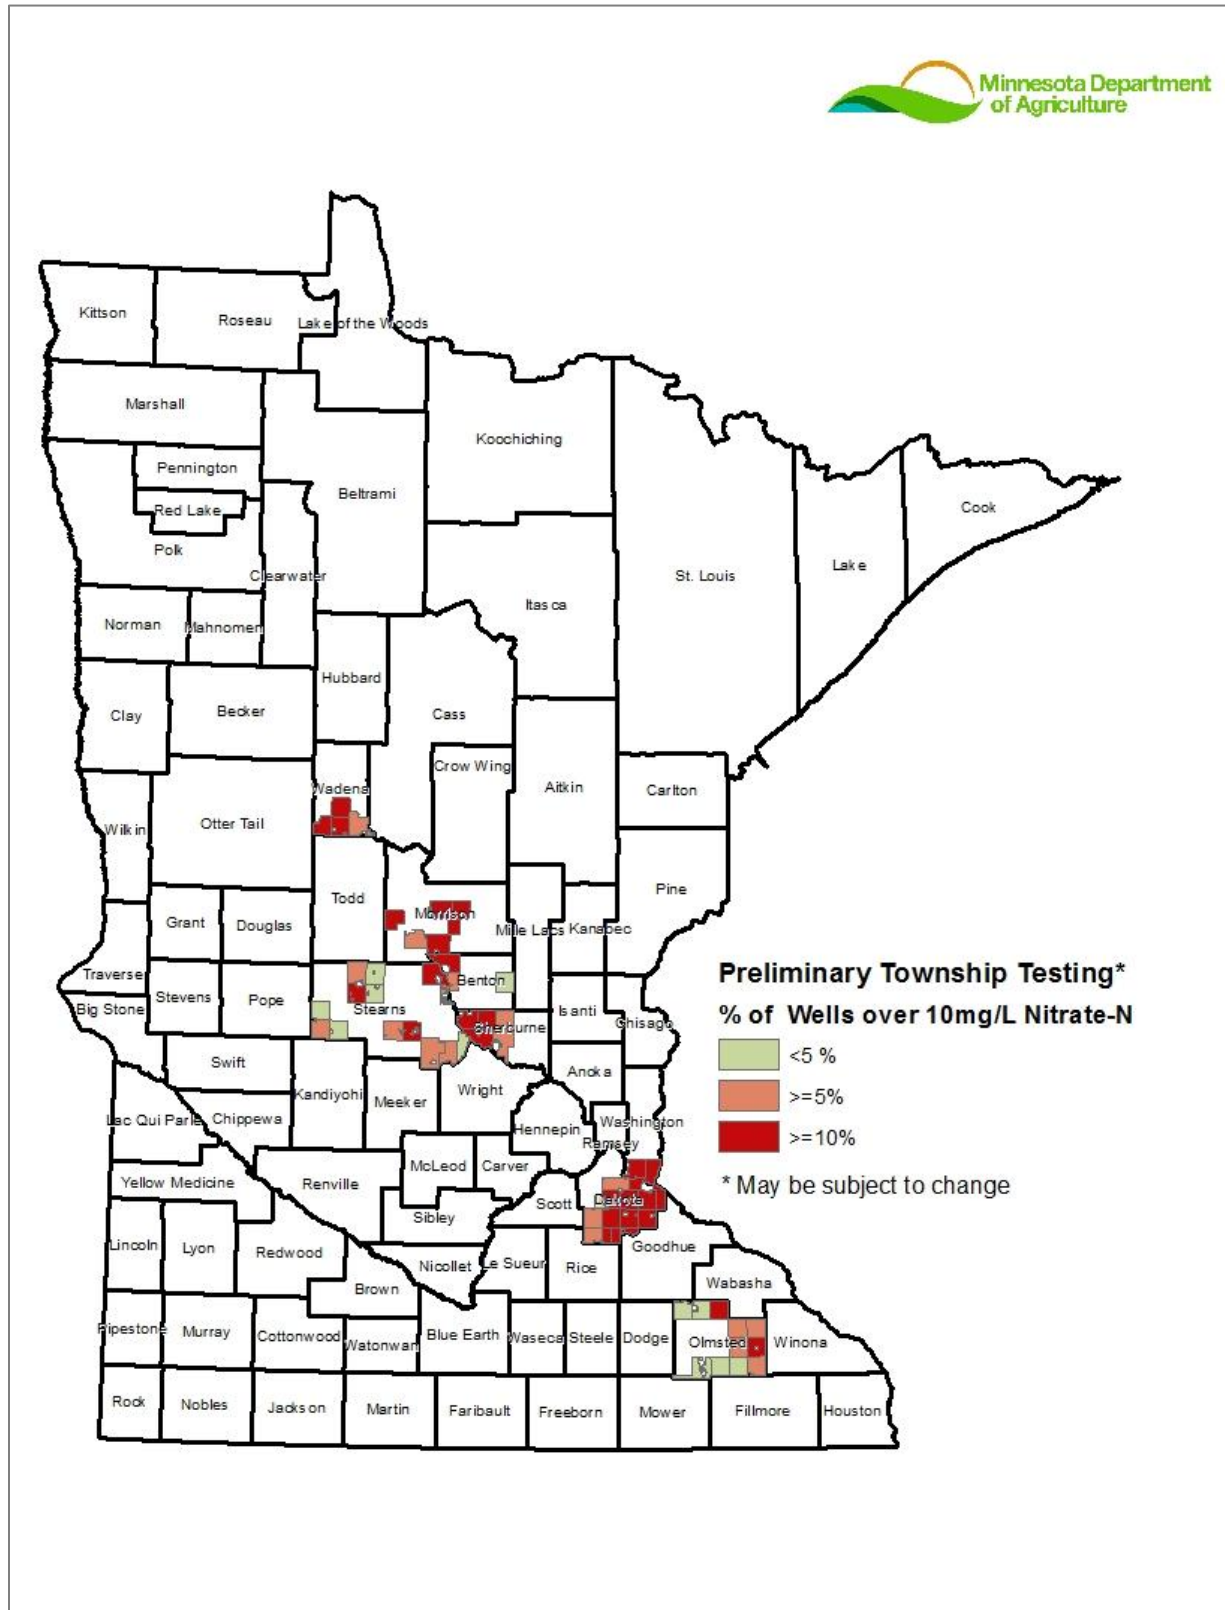 Minnesota Department
of Agriculture
Kittson
Roseau
Lake of the Woods
Marshall
Koochiching
Pennington
Beltrami
Red Lake
Cook
Polk
Clearwater
St. Louis
Lake
Itasca
Norman
Mahnomen
Hubbard
Clay
Becker
Cass
Crow Wing
Aitkin
Carlton
Wadena
Wilkin
Otter Tail
Todd
Pine
Grant
Douglas
Morrison
Mille Lacs
Kanabec
Traverse
Benton
Big Stone
Stevens
Pope
Stearns
Isanti
Chisago
Sherburne
Swift
Anoka
Kandiyohi
Meeker
Wright
Lac Qui Parle
Chippewa
Hennepin
Washington
Ramsey
McLeod
Carver
Yellow Medicine
Renville
Scott
Dakota
Sibley
Lincoln
Lyon
Redwood
Nicollet
Le Sueur
Rice
Goodhue
Brown
Wabasha
Pipestone
Murray
Cottonwood
Watonwan
Blue Earth
Waseca
Steele
Dodge
Olmsted
Winona
Rock
Nobles
Jackson
Martin
Faribault
Freeborn
Mower
Fillmore
Houston
Preliminary Township Testing*
% of Wells over 10mg/L Nitrate-N
<5 %
>=5%
>=10%
* May be subject to change